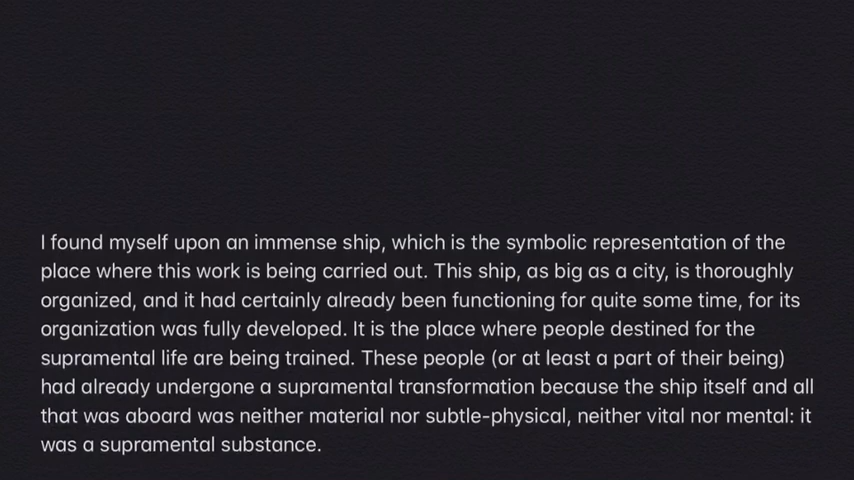 I found myself upon an immense ship, which is the symbolic representation of the
place where this work is being carried out. This ship, as big as a city, is thoroughly
organized, and it had certainly already been functioning for quite some time, for its
organization was fully developed. It is the place where people destined for the
supramental life are being trained. These people (or at least a part of their being)
had already undergone a supramental transformation because the ship itself and all
that was aboard was neither material nor subtle-physical, neither vital nor mental: it
was a supramental substance.